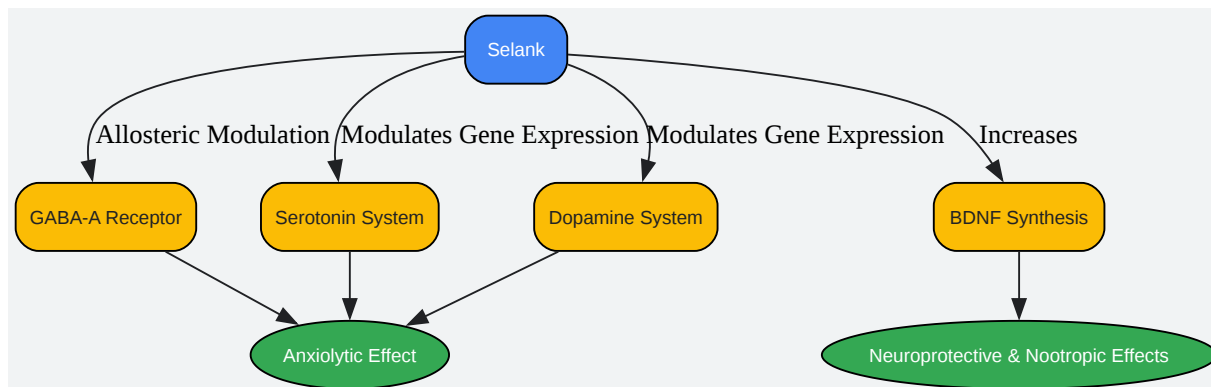 Selank
Allosteric Modulation
Modulates Gene Expression
Modulates Gene Expression
Increases
GABA-A Receptor
Serotonin System
Dopamine System
BDNF Synthesis
Anxiolytic Effect
Neuroprotective & Nootropic Effects